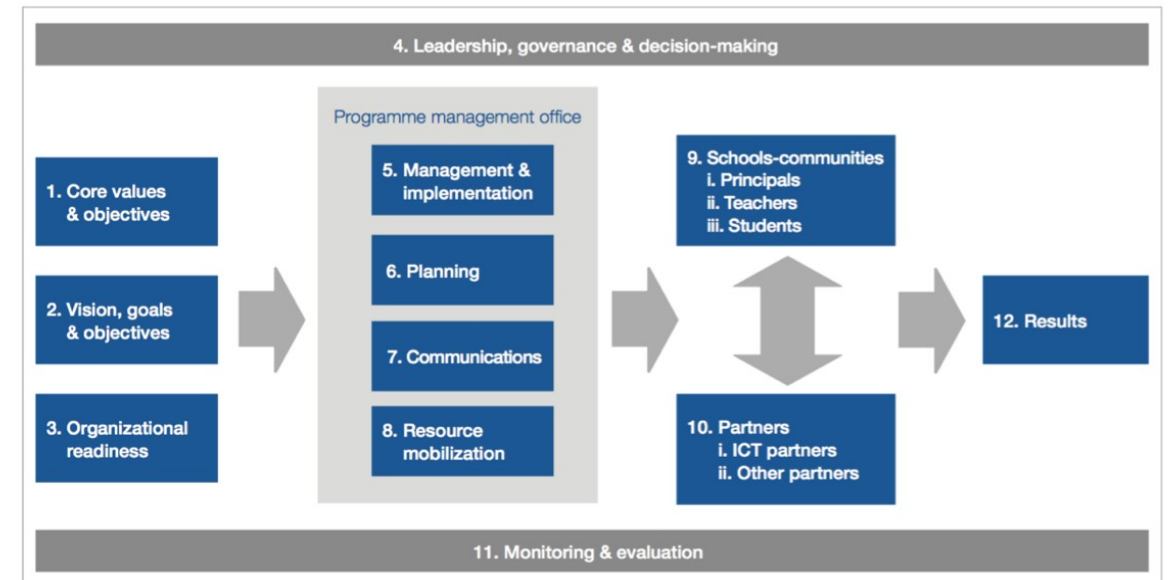 4. Leadership, governance & decision-making
1. Core values
& objectives
2. Vision, goals
& objectives
3. Organizational
readiness
Programme management office
5. Management &
implementation
6. Planning
7. Communications
8. Resource
mobilization
9. Schools-communities
i. Principals
ii. Teachers
iii. Students
10. Partners
i. ICT partners
ii. Other partners
12. Results
11. Monitoring & evaluation